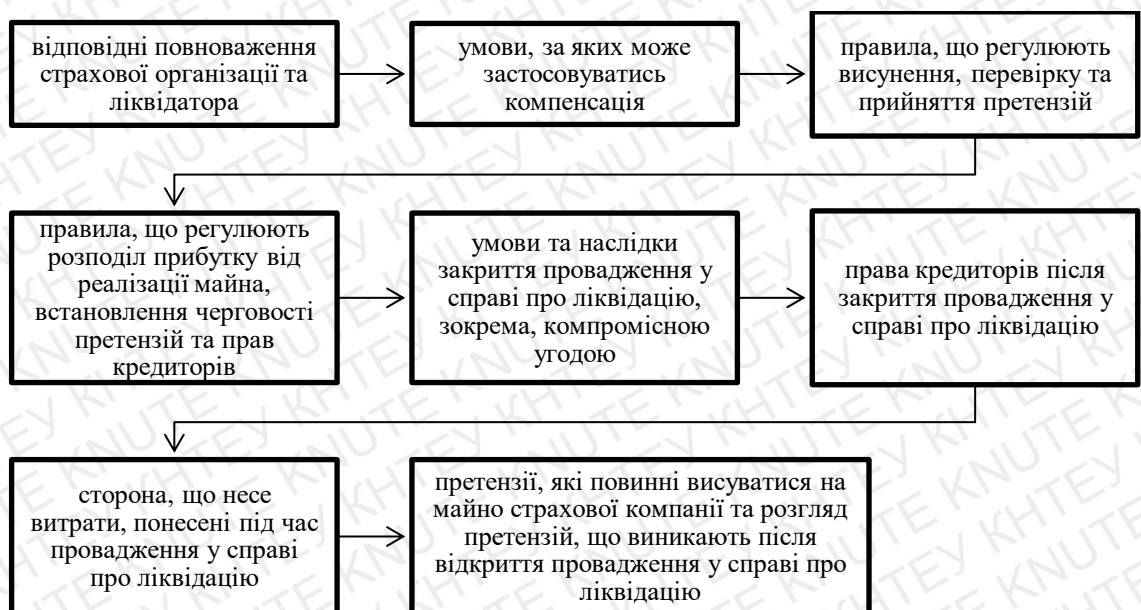 відповідні повноваження
страхової організації та
ліквідатора
умови, за яких може
застосовуватись
компенсація
правила, що регулюють
висунення, перевірку та
прийняття претензій
правила, що регулюють
розподіл прибутку від
реалізації майна,
встановлення черговості
претензій та прав
кредиторів
умови та наслідки
закриття провадження у
справі про ліквідацію,
зокрема, компромісною
угодою
права кредиторів після
закриття провадження у
справі про ліквідацію
сторона, що несе
витрати, понесені під час
провадження у справі
про ліквідацію
претензії, які повинні висуватися на
майно страхової компанії та розгляд
претензій, що виникають після
відкриття провадження у справі про
ліквідацію